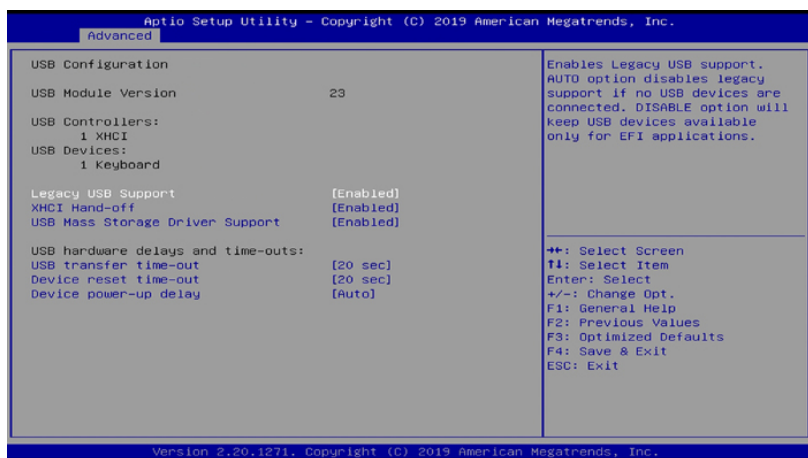 Aptio Setup Utility – Copyright (C) 2019 American Megatrends, Inc.
Advanced
USB Configuration
USB Module Version 23
USB Controllers:
1 XHCI
USB Devices:
1 Keyboard
Legacy USB Support [Enabled]
XHCI Hand-off [Enabled]
USB Mass Storage Driver Support [Enabled]
USB hardware delays and time-outs:
USB transfer time-out [20 sec]
Device reset time-out [20 sec]
Device power-up delay [Auto]
Enables Legacy USB support.
AUTO option disables legacy
support if no USB devices are
connected. DISABLE option will
keep USB devices available
only for EFI applications.
→←: Select Screen
↑↓: Select Item
Enter: Select
+/-: Change Opt.
F1: General Help
F2: Previous Values
F3: Optimized Defaults
F4: Save & Exit
ESC: Exit
Version 2.20.1271. Copyright (C) 2019 American Megatrends, Inc.